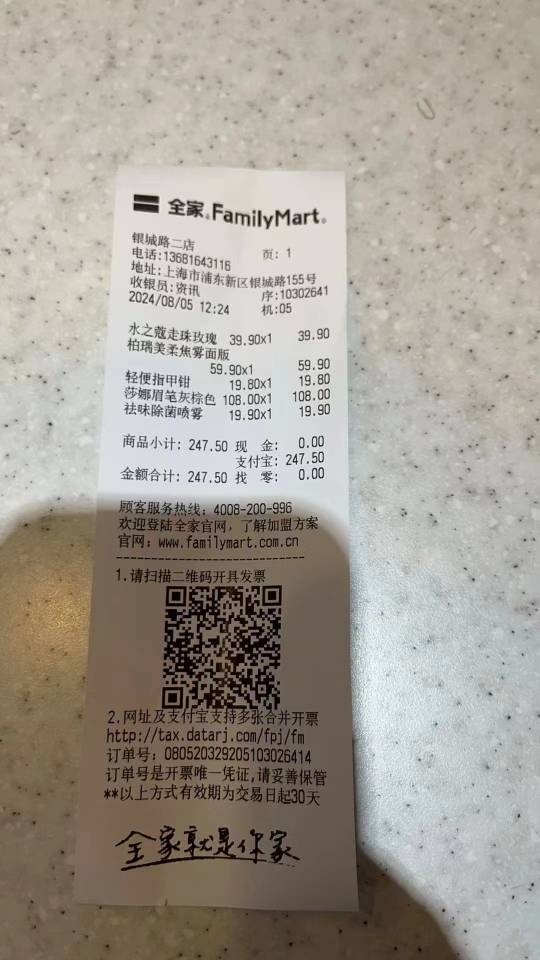 全家 FamilyMart
银城路二店
电话:13681643116 页: 1
地址:上海市浦东新区银城路155号
收银员:资讯 序:10302641
2024/08/05 12:24 机:05
水之蔻走珠玫瑰 39.90x1 39.90
柏瑞美柔焦雾面版
59.90x1 59.90
轻便指甲钳 19.80x1 19.80
莎娜眉笔灰棕色 108.00x1 108.00
祛味除菌喷雾 19.90x1 19.90
商品小计: 247.50 现 金: 0.00
支付宝: 247.50
金额合计: 247.50 找 零: 0.00
顾客服务热线: 4008-200-996
欢迎登陆全家官网，了解加盟方案
官网: www.familymart.com.cn
----------------------------
1.请扫描二维码开具发票
2.网址及支付宝支持多张合并开票
http://tax.datarj.com/fpj/fm
订单号: 080520329205103026414
订单号是开票唯一凭证,请妥善保管
**以上方式有效期为交易日起30天
全家就是你家